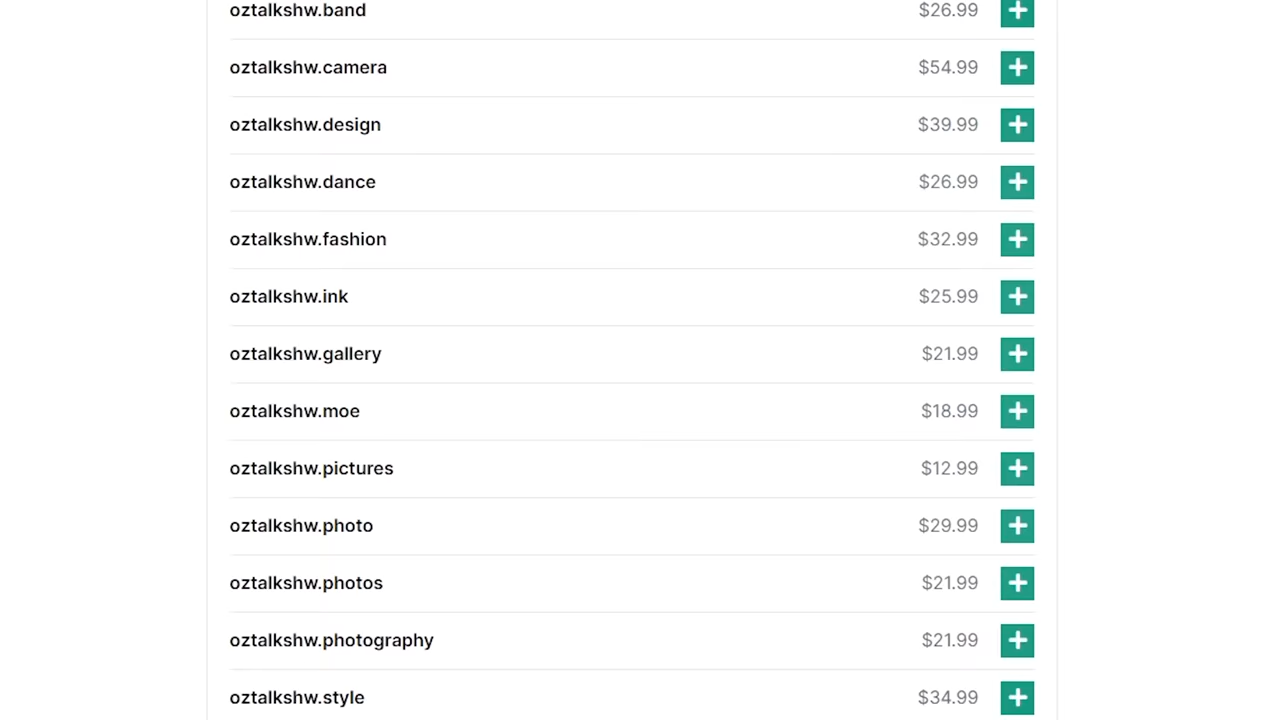 oztalkshw.band $26.99
oztalkshw.camera $54.99
oztalkshw.design $39.99
oztalkshw.dance $26.99
oztalkshw.fashion $32.99
oztalkshw.ink $25.99
oztalkshw.gallery $21.99
oztalkshw.moe $18.99
oztalkshw.pictures $12.99
oztalkshw.photo $29.99
oztalkshw.photos $21.99
oztalkshw.photography $21.99
oztalkshw.style $34.99